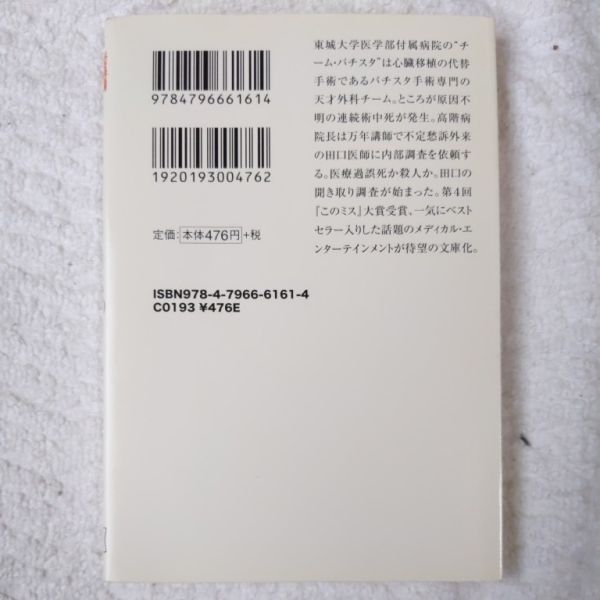 9784796661614
1920193004762
定価:本体476円+税
ISBN978-4-7966-6161-4
C0193 ¥476E
東城大学医学部付属病院の“チ
ーム・バチスタ”は心臓移植の代替
手術であるバチスタ手術専門の
天才外科チーム。ところが原因不
明の連続術中死が発生。高階病
院長は万年講師で不定愁訴外来
の田口医師に内部調査を依頼す
る。医療過誤死か殺人か。田口の
聞き取り調査が始まった。第4回
『このミス』大賞受賞、一気にベスト
セラー入りした話題のメディカル・エ
ンターテインメントが待望の文庫化。